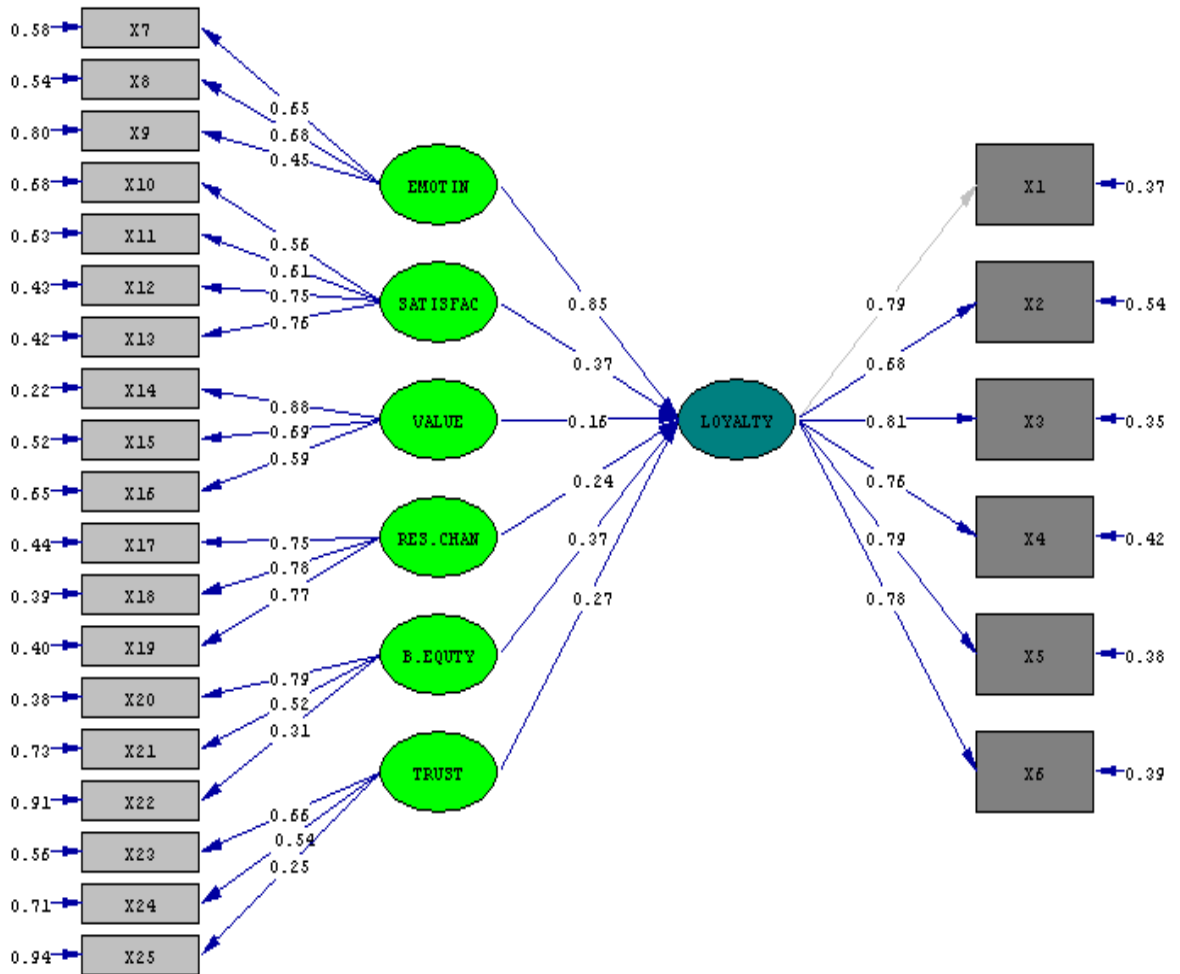 0.58 X7
0.54 X8
0.80 X9
0.68 X10
0.63 X11
0.43 X12
0.42 X13
0.22 X14
0.52 X15
0.65 X16
0.44 X17
0.39 X18
0.40 X19
0.38 X20
0.73 X21
0.91 X22
0.56 X23
0.71 X24
0.94 X25
0.65
0.68
0.45
0.56
0.61
0.75
0.76
0.88
0.69
0.59
0.75
0.78
0.77
0.79
0.52
0.31
0.66
0.54
0.25
EMOTIN
SATISFAC
VALUE
RES.CHAN
B.EQUTY
TRUST
0.85
0.37
0.16
0.24
0.37
0.27
LOYALTY
0.79
0.68
0.81
0.76
0.79
0.78
X1 0.37
X2 0.54
X3 0.35
X4 0.42
X5 0.38
X6 0.39